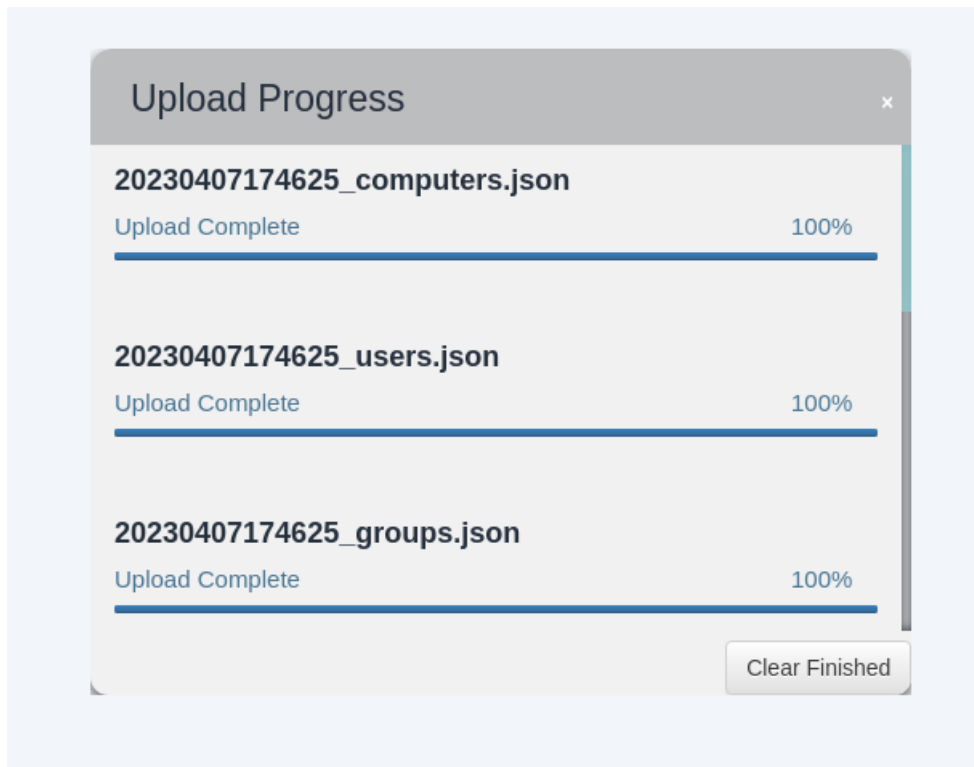 Upload Progress
×
20230407174625_computers.json
Upload Complete 100%
20230407174625_users.json
Upload Complete 100%
20230407174625_groups.json
Upload Complete 100%
Clear Finished